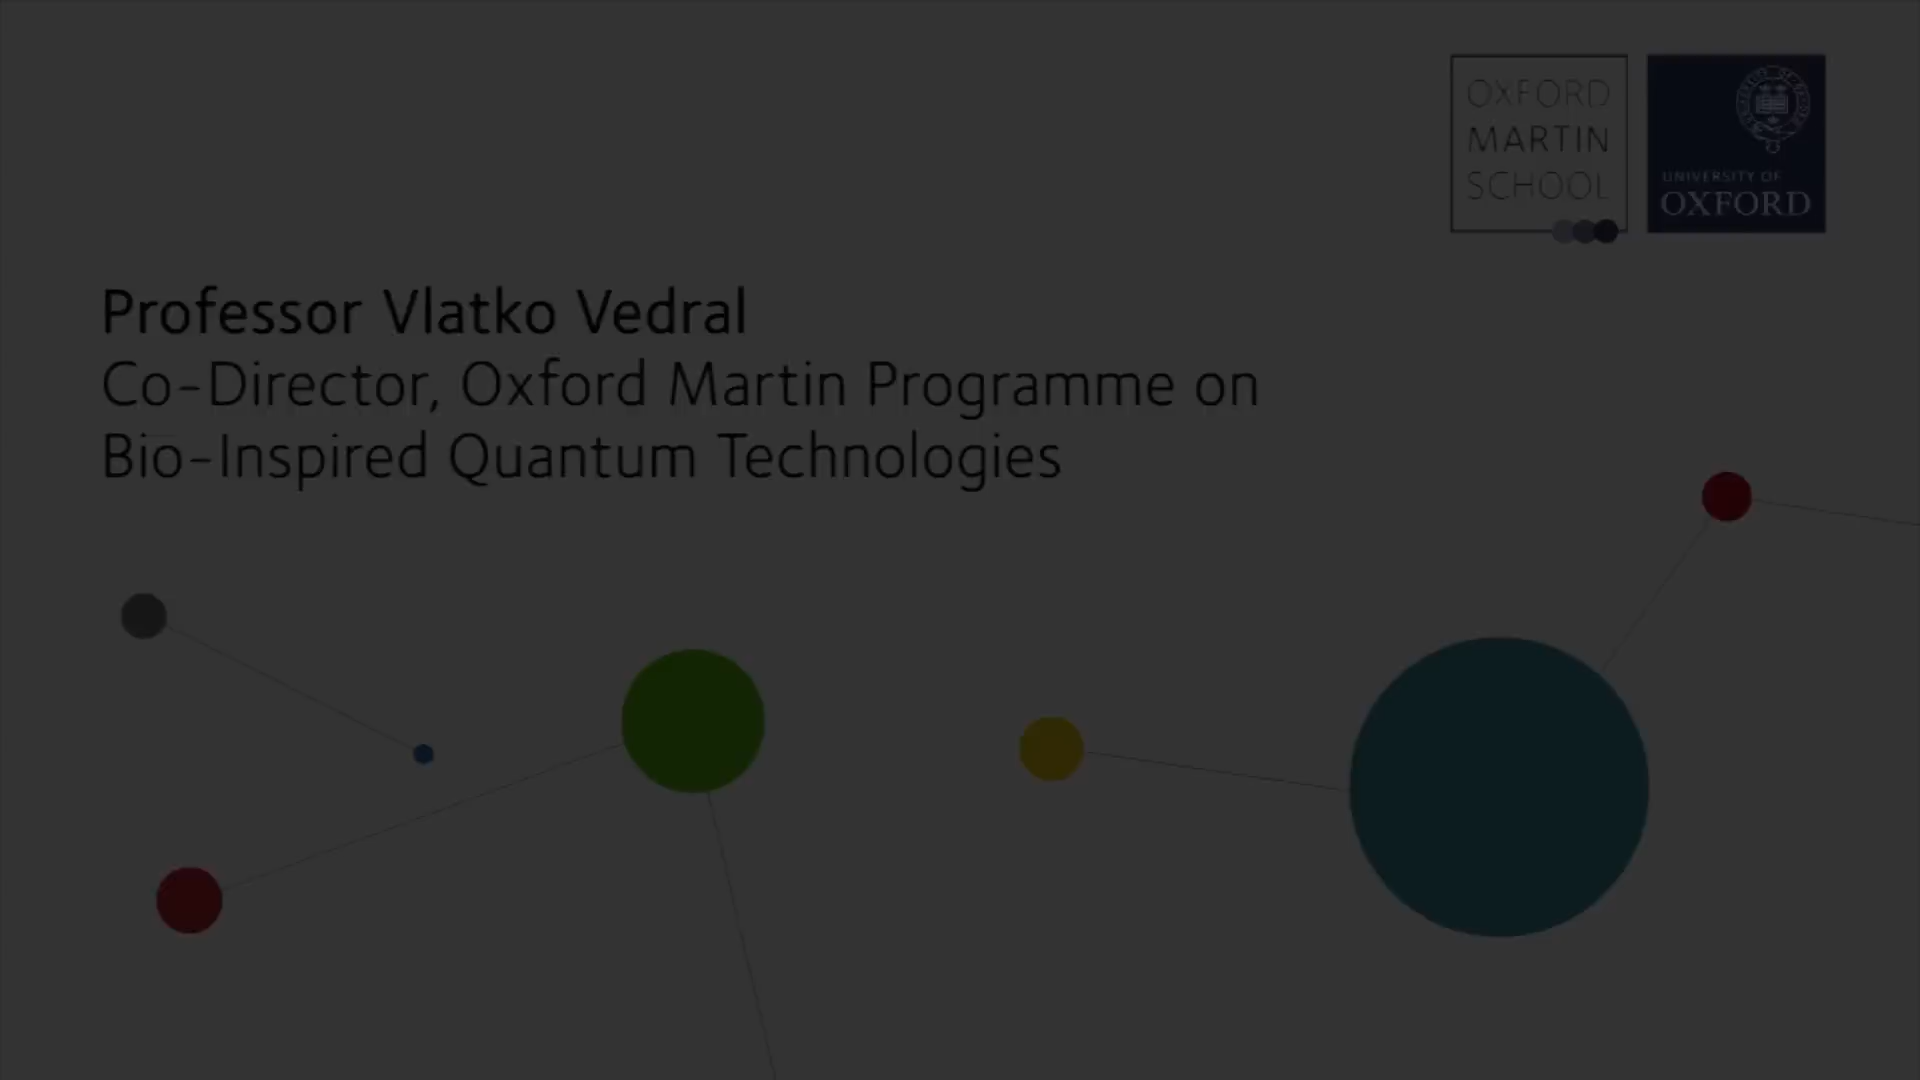 OXFORD
MARTIN
SCHOOL
UNIVERSITY OF
OXFORD
Professor Vlatko Vedral
Co-Director, Oxford Martin Programme on
Bio-Inspired Quantum Technologies